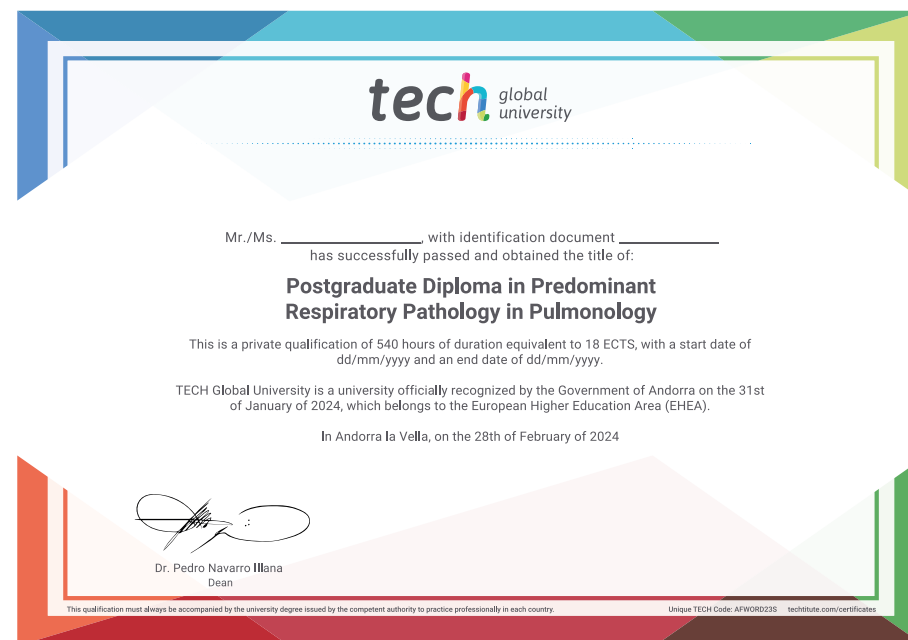 tech global
university
Mr./Ms. ____________________, with identification document ______________
has successfully passed and obtained the title of:
Postgraduate Diploma in Predominant
Respiratory Pathology in Pulmonology
This is a private qualification of 540 hours of duration equivalent to 18 ECTS, with a start date of
dd/mm/yyyy and an end date of dd/mm/yyyy.
TECH Global University is a university officially recognized by the Government of Andorra on the 31st
of January of 2024, which belongs to the European Higher Education Area (EHEA).
In Andorra la Vella, on the 28th of February of 2024
Dr. Pedro Navarro Illana
Dean
This qualification must always be accompanied by the university degree issued by the competent authority to practice professionally in each country. Unique TECH Code: AFWORD23S techtitute.com/certificates